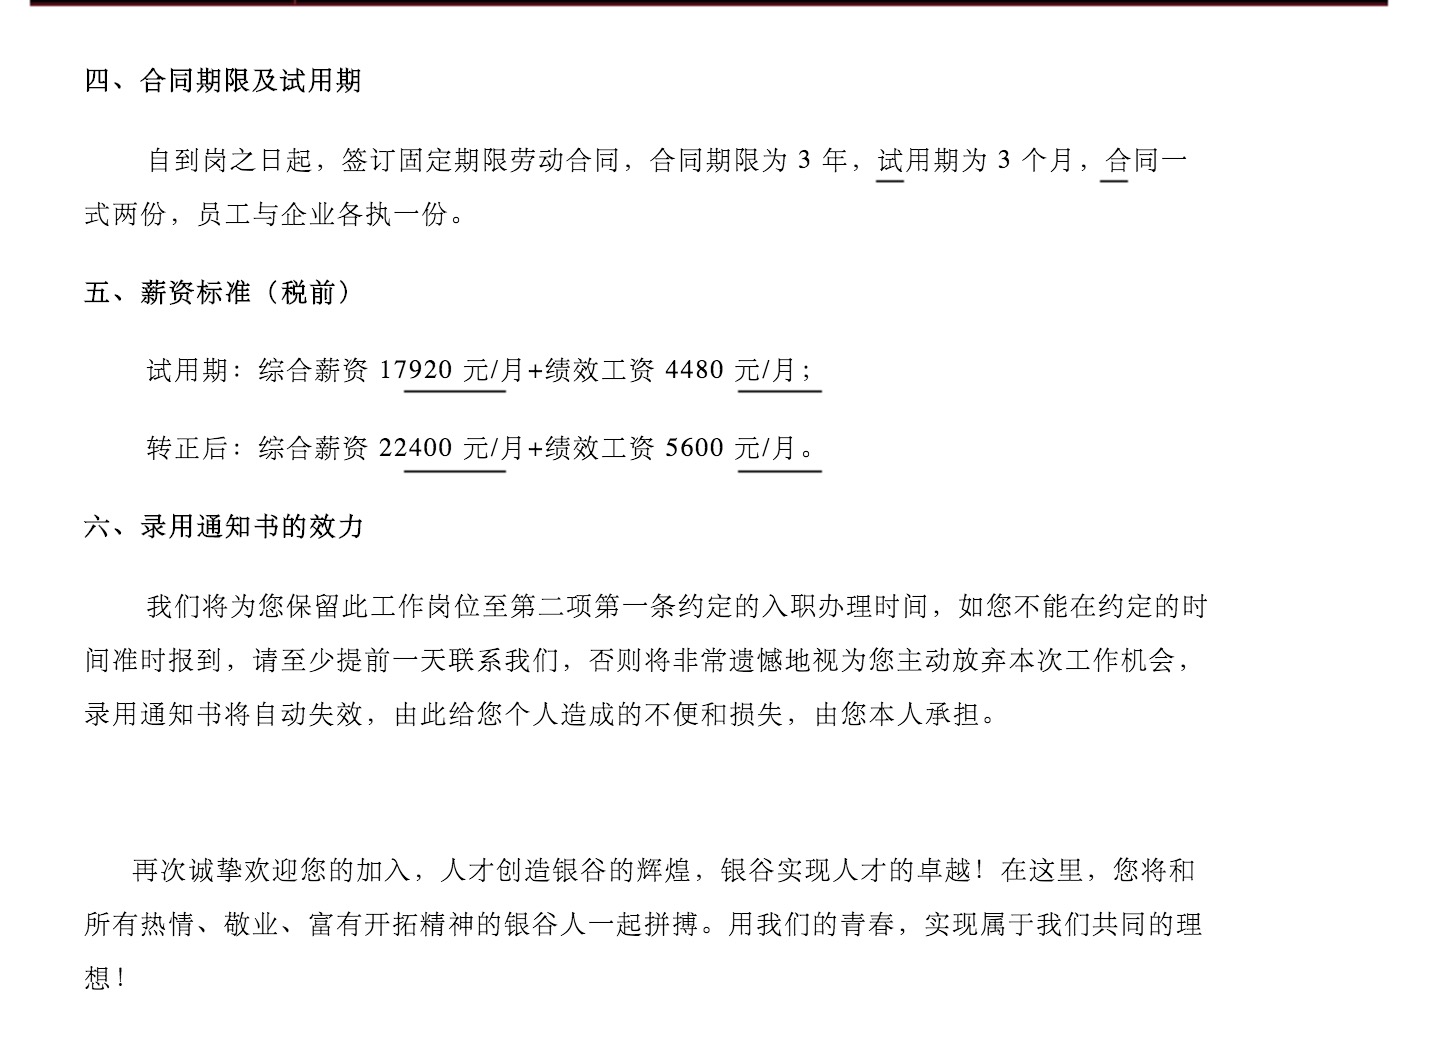 四、合同期限及试用期
自到岗之日起，签订固定期限劳动合同，合同期限为 3 年，试用期为 3 个月，合同一
式两份，员工与企业各执一份。
五、薪资标准（税前）
试用期：综合薪资 17920 元/月+绩效工资 4480 元/月；
转正后：综合薪资 22400 元/月+绩效工资 5600 元/月。
六、录用通知书的效力
我们将为您保留此工作岗位至第二项第一条约定的入职办理时间，如您不能在约定的时
间准时报到，请至少提前一天联系我们，否则将非常遗憾地视为您主动放弃本次工作机会，
录用通知书将自动失效，由此给您个人造成的不便和损失，由您本人承担。
再次诚挚欢迎您的加入，人才创造银谷的辉煌，银谷实现人才的卓越！在这里，您将和
所有热情、敬业、富有开拓精神的银谷人一起拼搏。用我们的青春，实现属于我们共同的理
想！